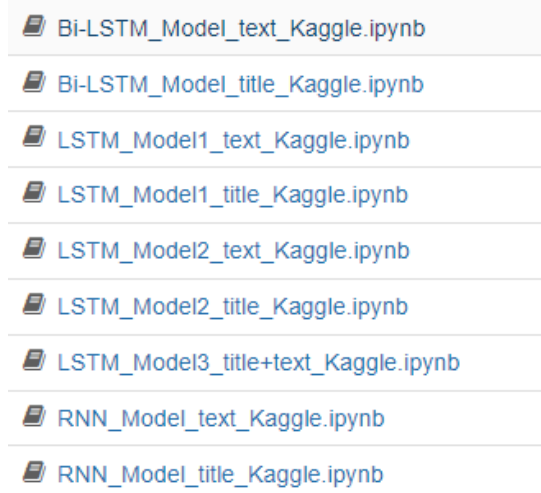 Bi-LSTM_Model_text_Kaggle.ipynb
Bi-LSTM_Model_title_Kaggle.ipynb
LSTM_Model1_text_Kaggle.ipynb
LSTM_Model1_title_Kaggle.ipynb
LSTM_Model2_text_Kaggle.ipynb
LSTM_Model2_title_Kaggle.ipynb
LSTM_Model3_title+text_Kaggle.ipynb
RNN_Model_text_Kaggle.ipynb
RNN_Model_title_Kaggle.ipynb